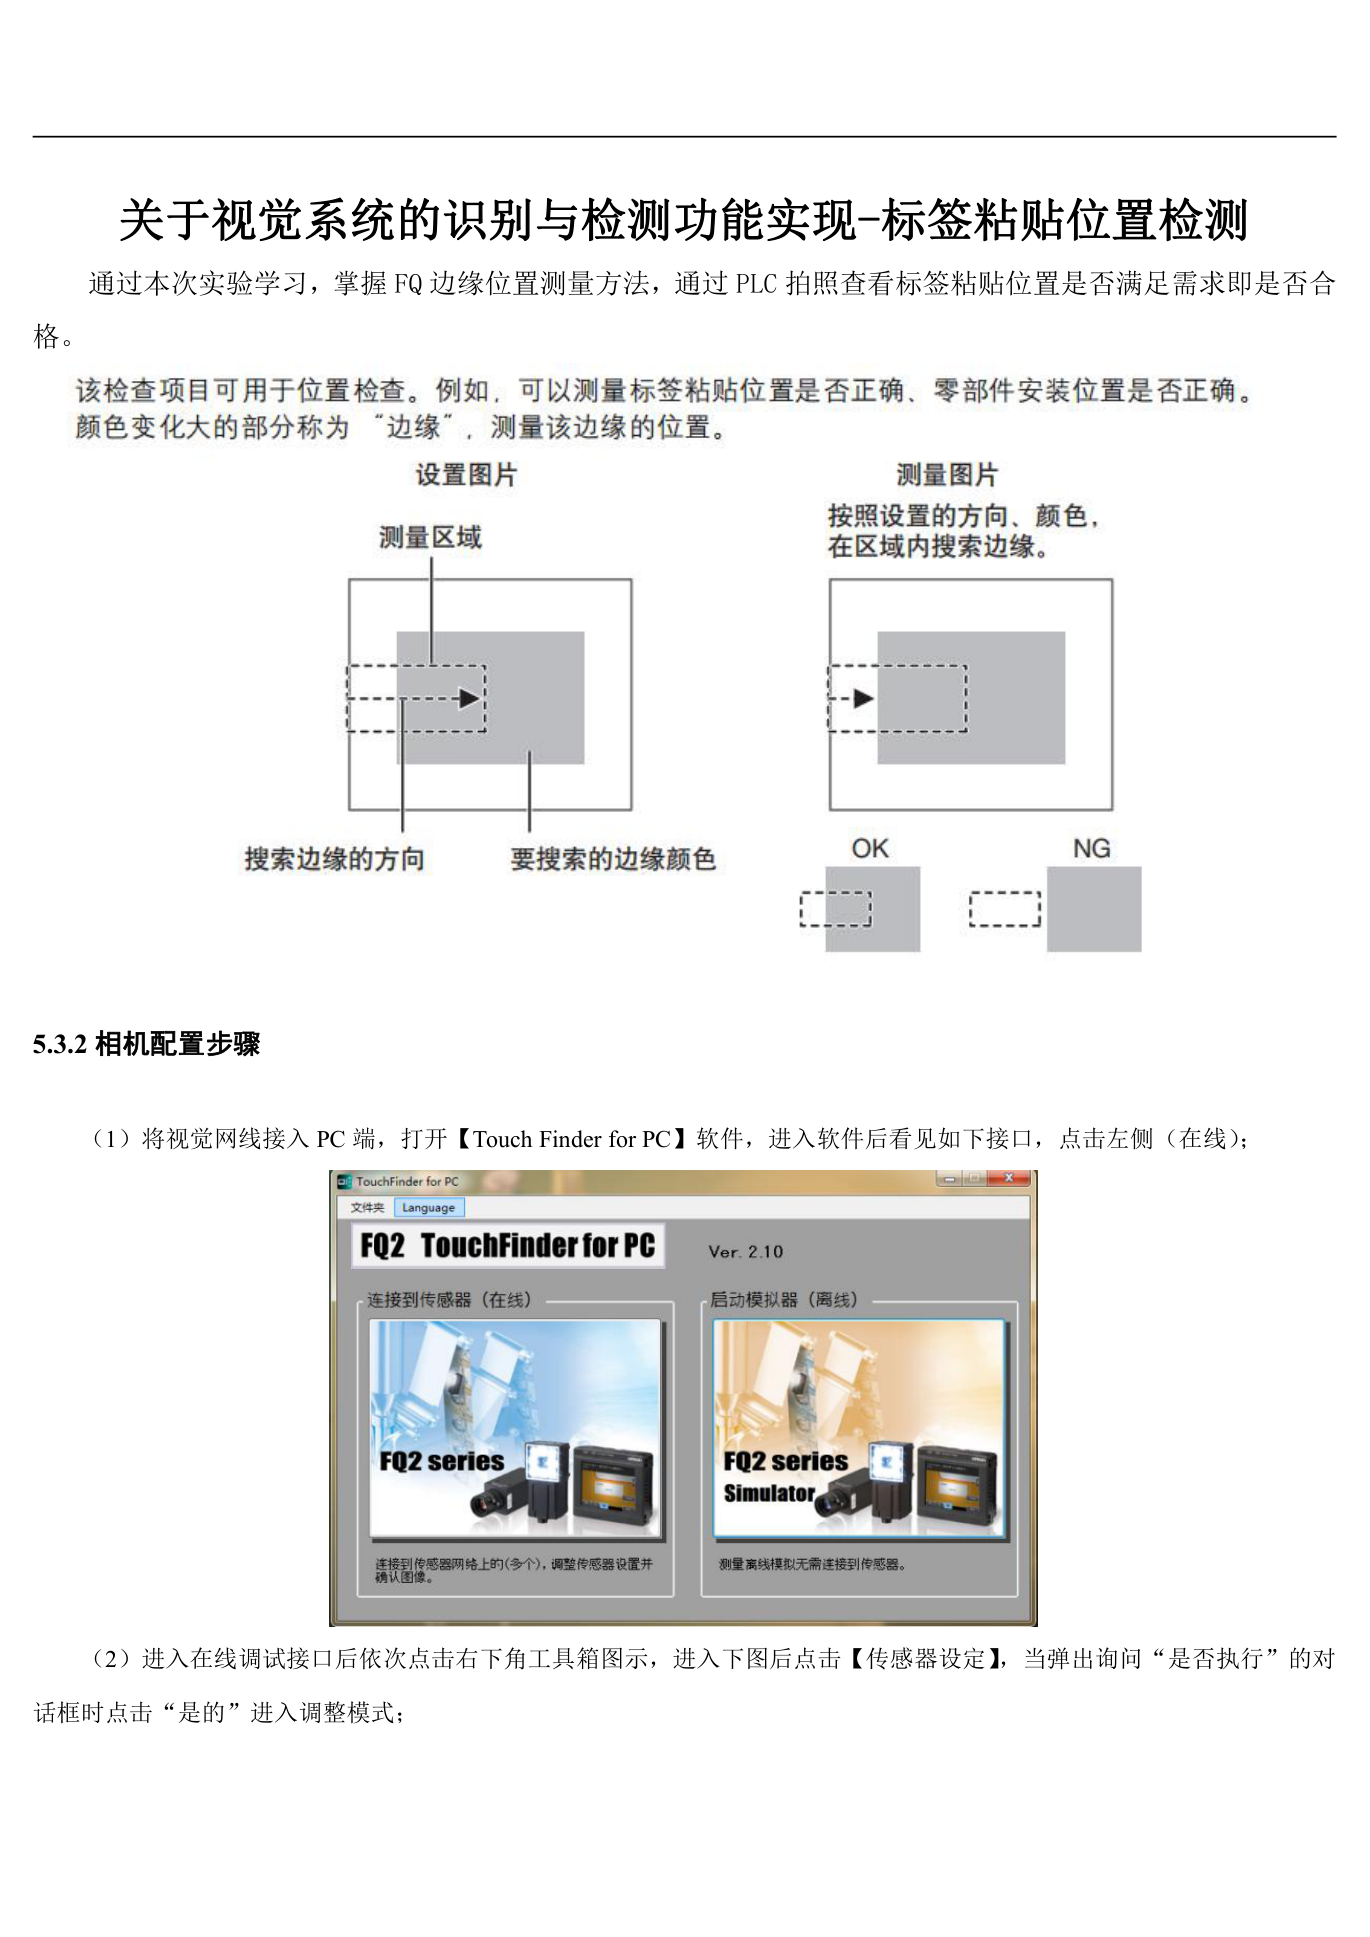 关于视觉系统的识别与检测功能实现-标签粘贴位置检测
通过本次实验学习，掌握 FQ 边缘位置测量方法，通过 PLC 拍照查看标签粘贴位置是否满足需求即是否合
格。
该检查项目可用于位置检查。例如，可以测量标签粘贴位置是否正确、零部件安装位置是否正确。
颜色变化大的部分称为 “边缘”，测量该边缘的位置。
设置图片
测量区域
搜索边缘的方向
要搜索的边缘颜色
测量图片
按照设置的方向、颜色，
在区域内搜索边缘。
OK
NG
5.3.2 相机配置步骤
（1）将视觉网线接入 PC 端，打开【Touch Finder for PC】软件，进入软件后看见如下接口，点击左侧（在线）；
TouchFinder for PC
文件夹 Language
FQ2 TouchFinder for PC
Ver. 2.10
连接到传感器（在线）
FQ2 series
连接到传感器网络上的(多个)，调整传感器设置并
确认图像。
启动模拟器（离线）
FQ2 series
Simulator
测量离线模拟无需连接到传感器。
（2）进入在线调试接口后依次点击右下角工具箱图示，进入下图后点击【传感器设定】，当弹出询问“是否执行”的对
话框时点击“是的”进入调整模式；